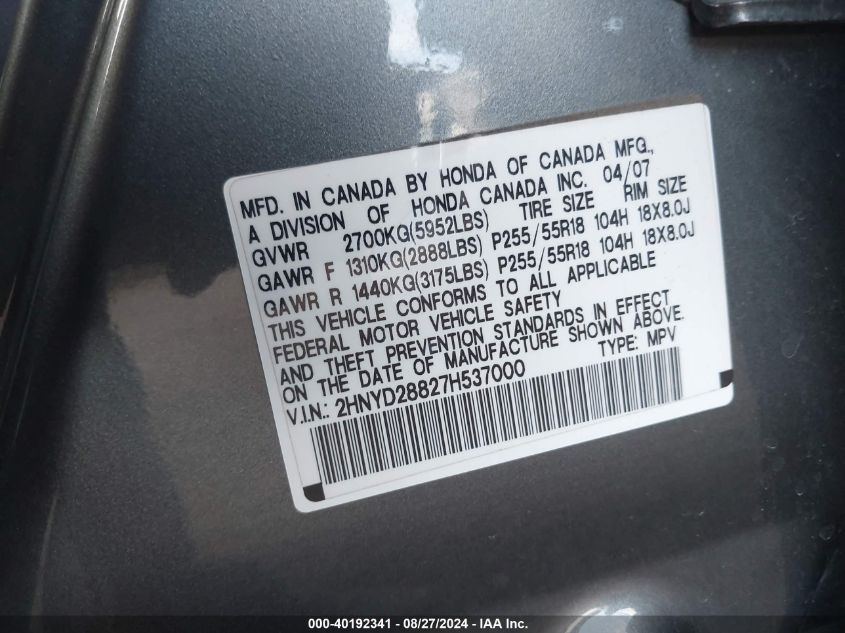 MFD. IN CANADA BY HONDA OF CANADA MFG.,
A DIVISION OF HONDA CANADA INC. 04/07
GVWR 2700KG(5952LBS) TIRE SIZE RIM SIZE
GAWR F 1310KG(2888LBS) P255/55R18 104H 18X8.0J
GAWR R 1440KG(3175LBS) P255/55R18 104H 18X8.0J
THIS VEHICLE CONFORMS TO ALL APPLICABLE
FEDERAL MOTOR VEHICLE SAFETY
AND THEFT PREVENTION STANDARDS IN EFFECT
ON THE DATE OF MANUFACTURE SHOWN ABOVE.
V.I.N.: 2HNYD28827H537000 TYPE: MPV
000-40192341 - 08/27/2024 - IAA Inc.